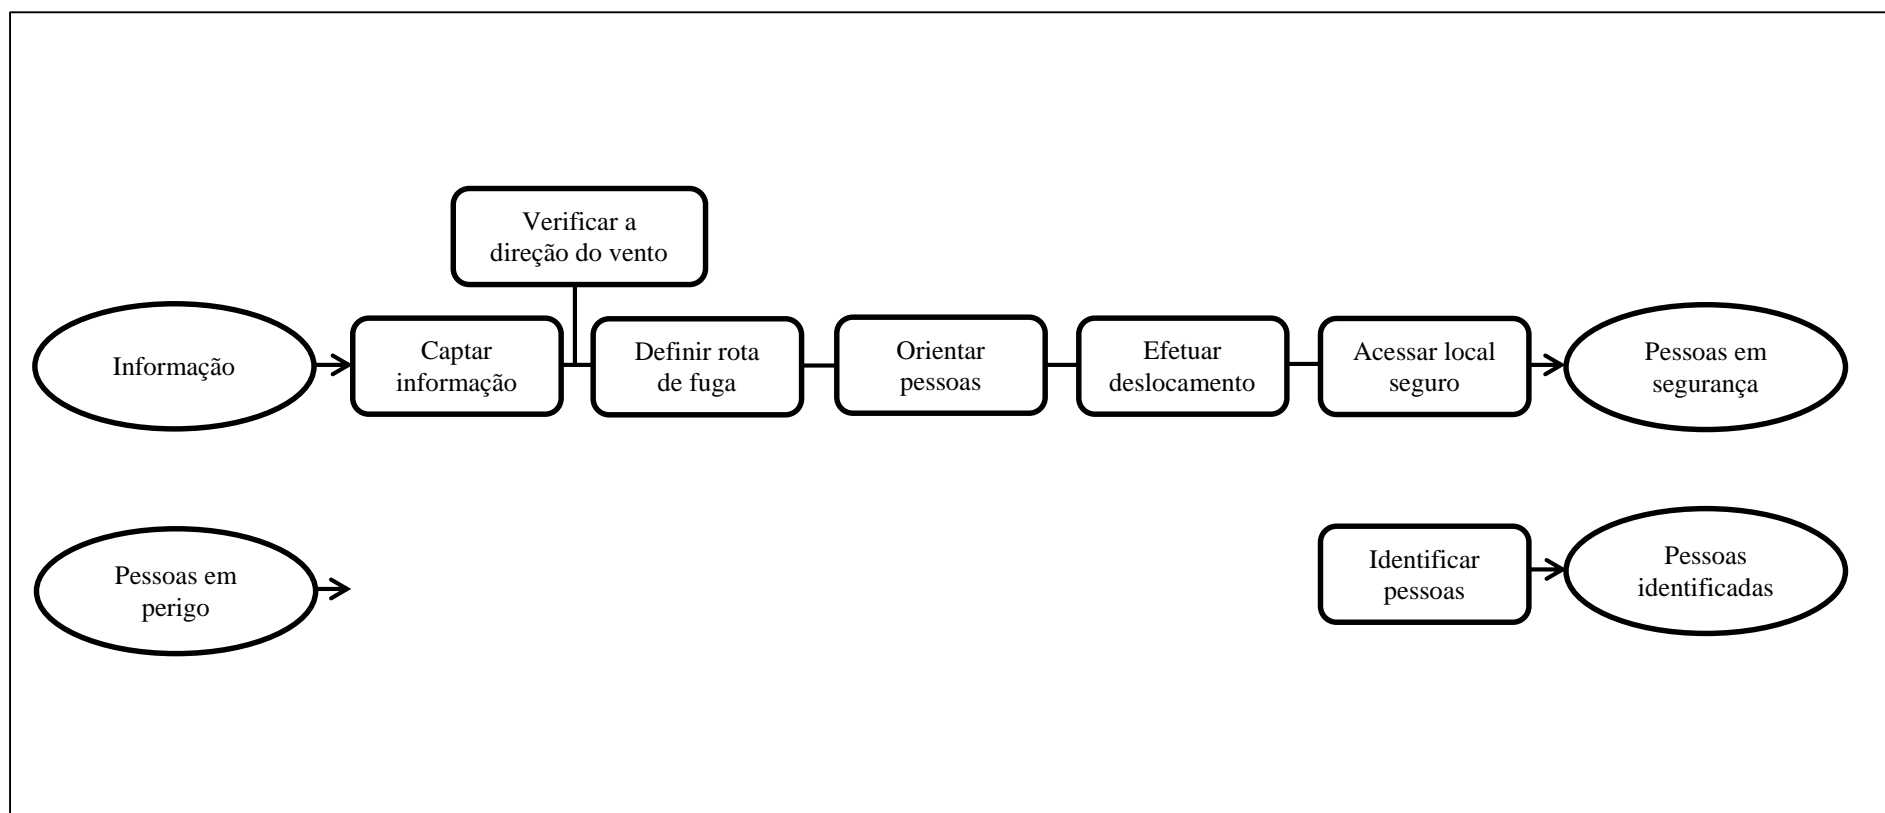 Verificar a
direção do vento
Informação
Captar
informação
Definir rota
de fuga
Orientar
pessoas
Efetuar
deslocamento
Acessar local
seguro
Pessoas em
segurança
Pessoas em
perigo
Identificar
pessoas
Pessoas
identificadas